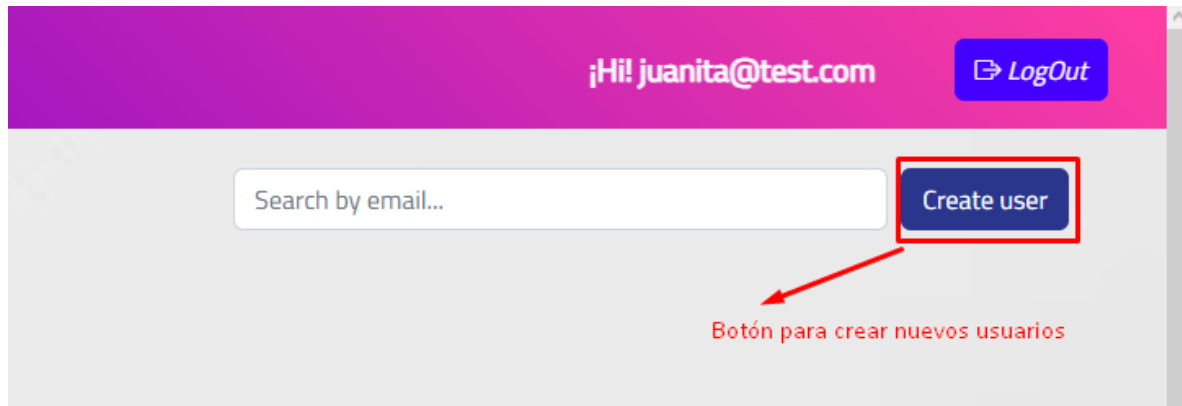 ¡Hi! juanita@test.com
LogOut
Search by email...
Create user
Botón para crear nuevos usuarios